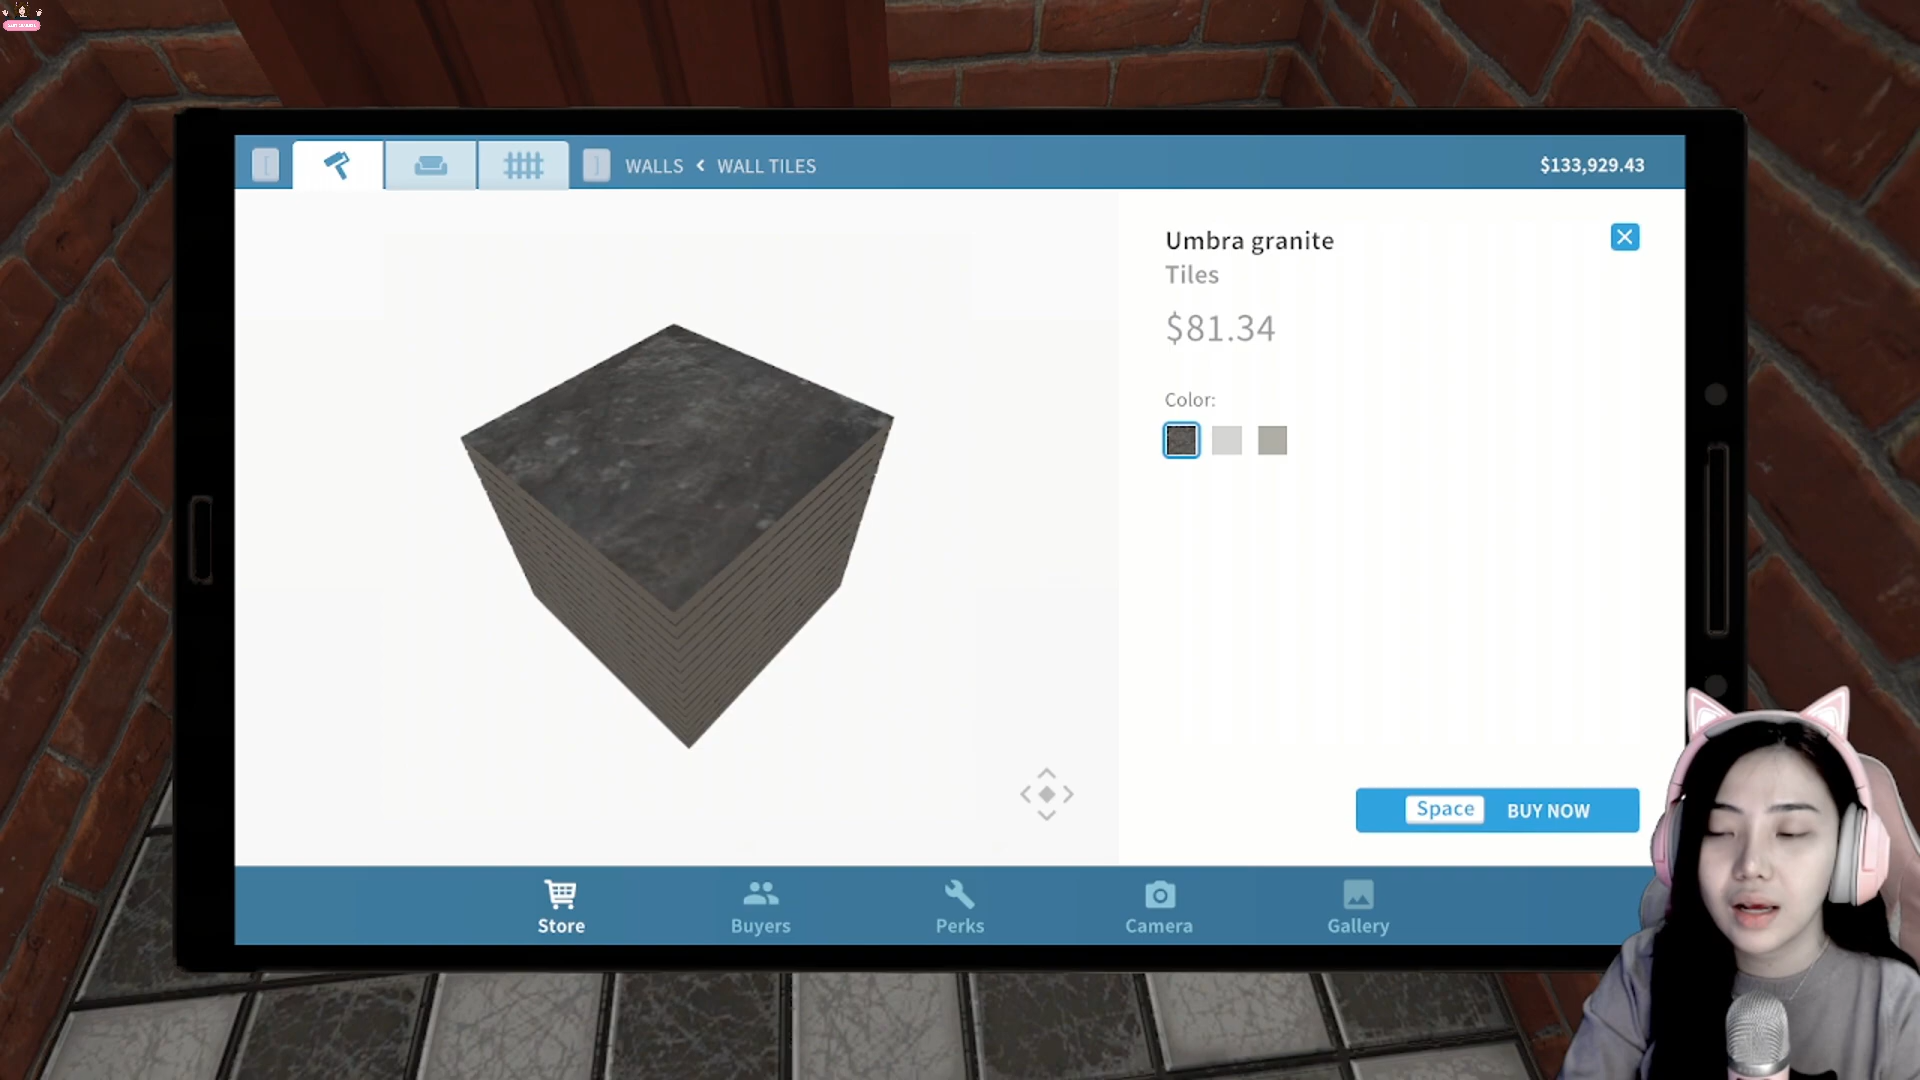 [
]
WALLS < WALL TILES
$133,929.43
Umbra granite
Tiles
$81.34
Color:
Space BUY NOW
Store
Buyers
Perks
Camera
Gallery